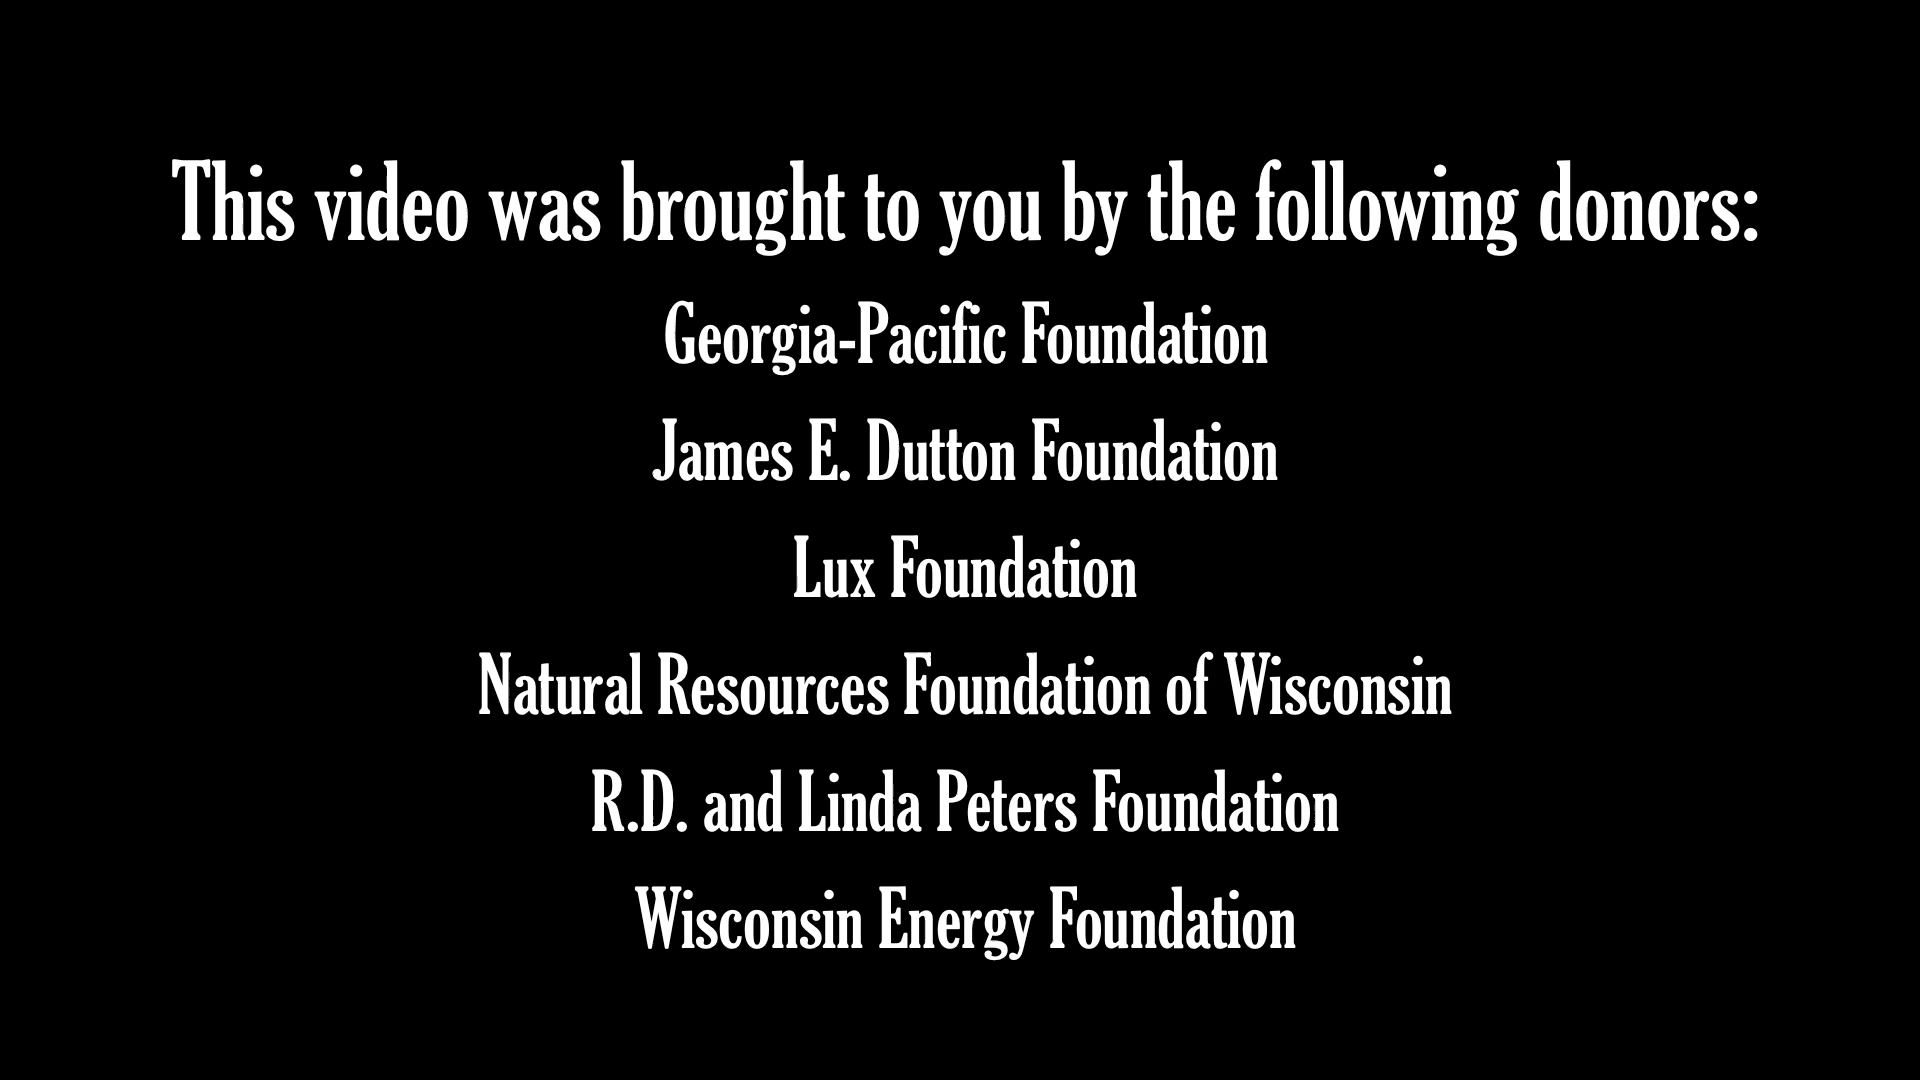 This video was brought to you by the following donors:
Georgia-Pacific Foundation
James E. Dutton Foundation
Lux Foundation
Natural Resources Foundation of Wisconsin
R.D. and Linda Peters Foundation
Wisconsin Energy Foundation